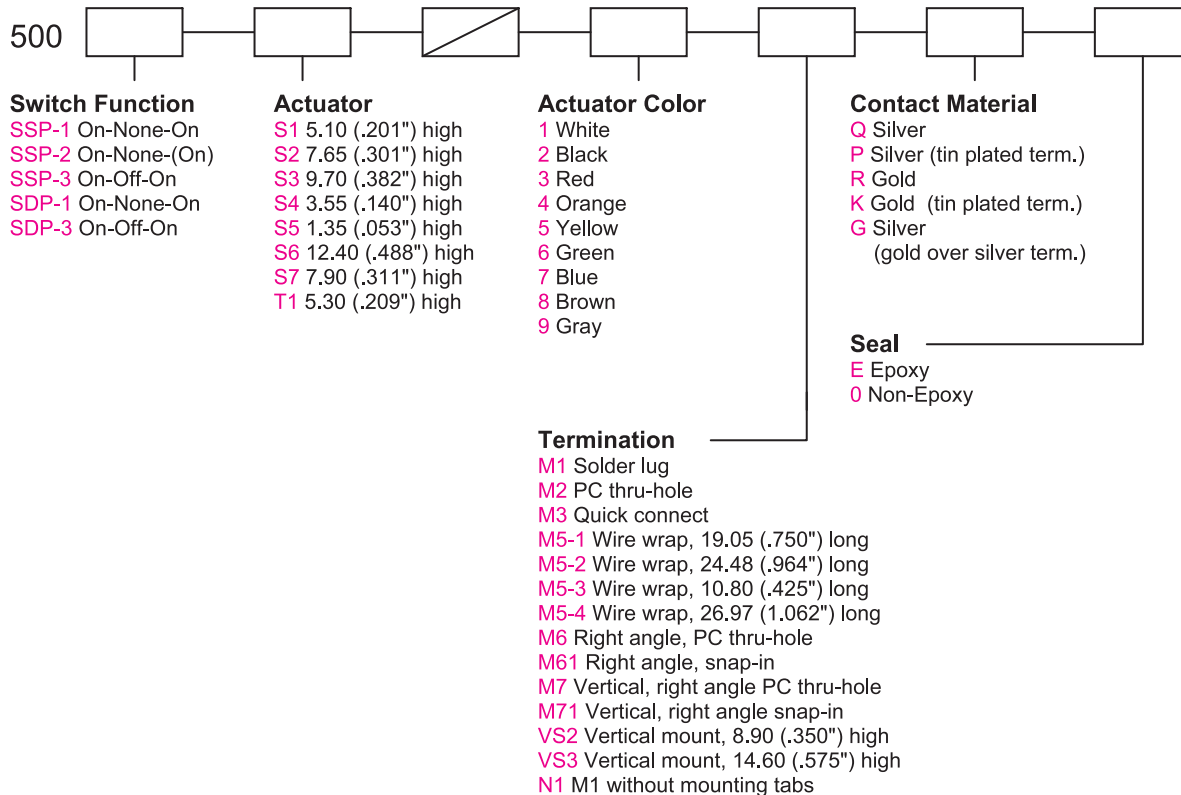 500
Switch Function
SSP-1 On-None-On
SSP-2 On-None-(On)
SSP-3 On-Off-On
SDP-1 On-None-On
SDP-3 On-Off-On
Actuator
S1 5.10 (.201") high
S2 7.65 (.301") high
S3 9.70 (.382") high
S4 3.55 (.140") high
S5 1.35 (.053") high
S6 12.40 (.488") high
S7 7.90 (.311") high
T1 5.30 (.209") high
Actuator Color
1 White
2 Black
3 Red
4 Orange
5 Yellow
6 Green
7 Blue
8 Brown
9 Gray
Contact Material
Q Silver
P Silver (tin plated term.)
R Gold
K Gold (tin plated term.)
G Silver
(gold over silver term.)
Seal
E Epoxy
0 Non-Epoxy
Termination
M1 Solder lug
M2 PC thru-hole
M3 Quick connect
M5-1 Wire wrap, 19.05 (.750") long
M5-2 Wire wrap, 24.48 (.964") long
M5-3 Wire wrap, 10.80 (.425") long
M5-4 Wire wrap, 26.97 (1.062") long
M6 Right angle, PC thru-hole
M61 Right angle, snap-in
M7 Vertical, right angle PC thru-hole
M71 Vertical, right angle snap-in
VS2 Vertical mount, 8.90 (.350") high
VS3 Vertical mount, 14.60 (.575") high
N1 M1 without mounting tabs